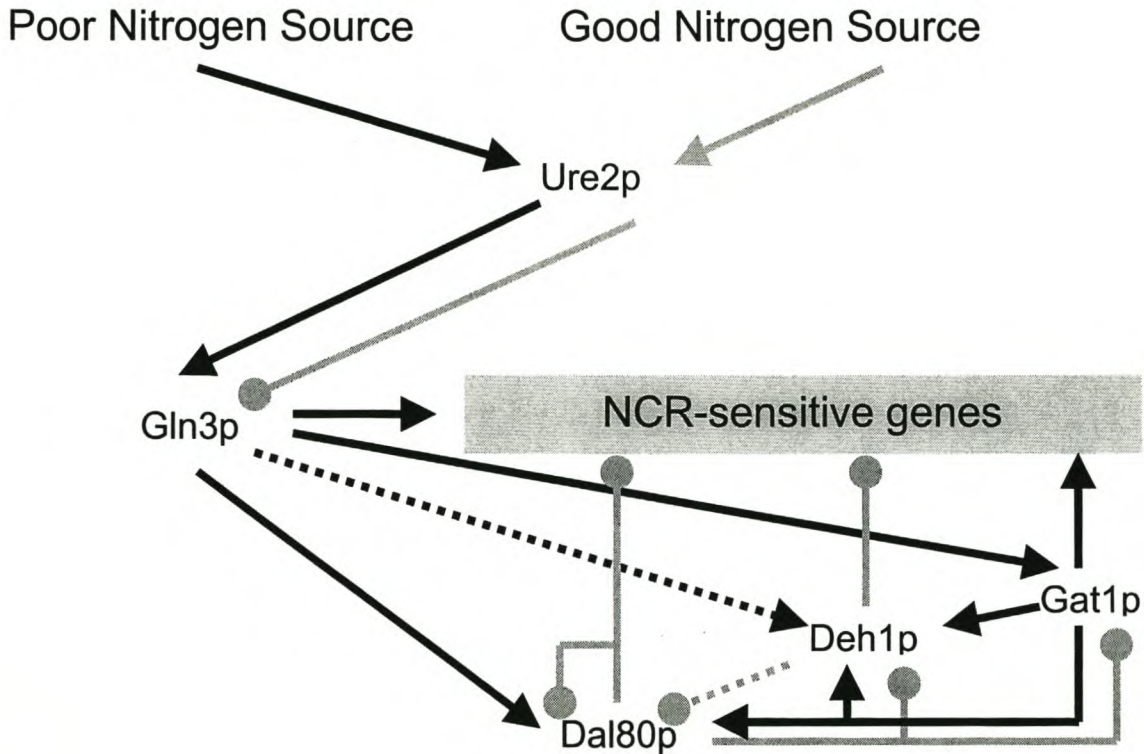 Poor Nitrogen Source
Good Nitrogen Source
Ure2p
NCR-sensitive genes
Gln3p
Gat1p
Deh1p
Dal80p